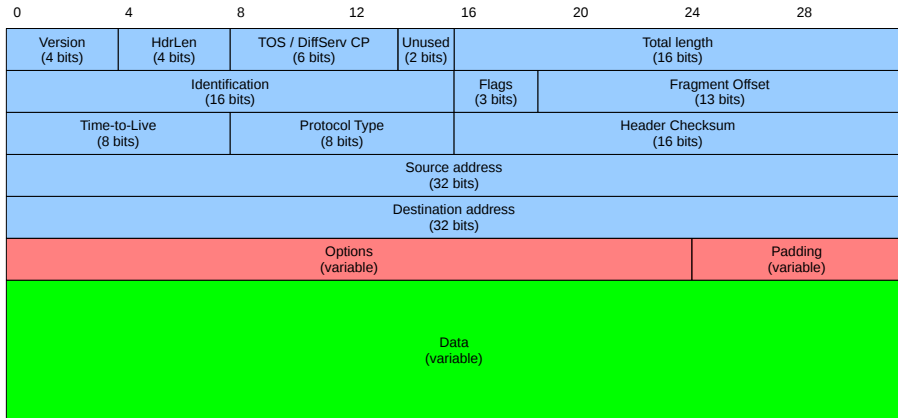 0 4 8 12 16 20 24 28
Version HdrLen TOS / DiffServ CP Unused Total length
(4 bits) (4 bits) (6 bits) (2 bits) (16 bits)
Identification Flags Fragment Offset
(16 bits) (3 bits) (13 bits)
Time-to-Live Protocol Type Header Checksum
(8 bits) (8 bits) (16 bits)
Source address
(32 bits)
Destination address
(32 bits)
Options Padding
(variable) (variable)
Data
(variable)